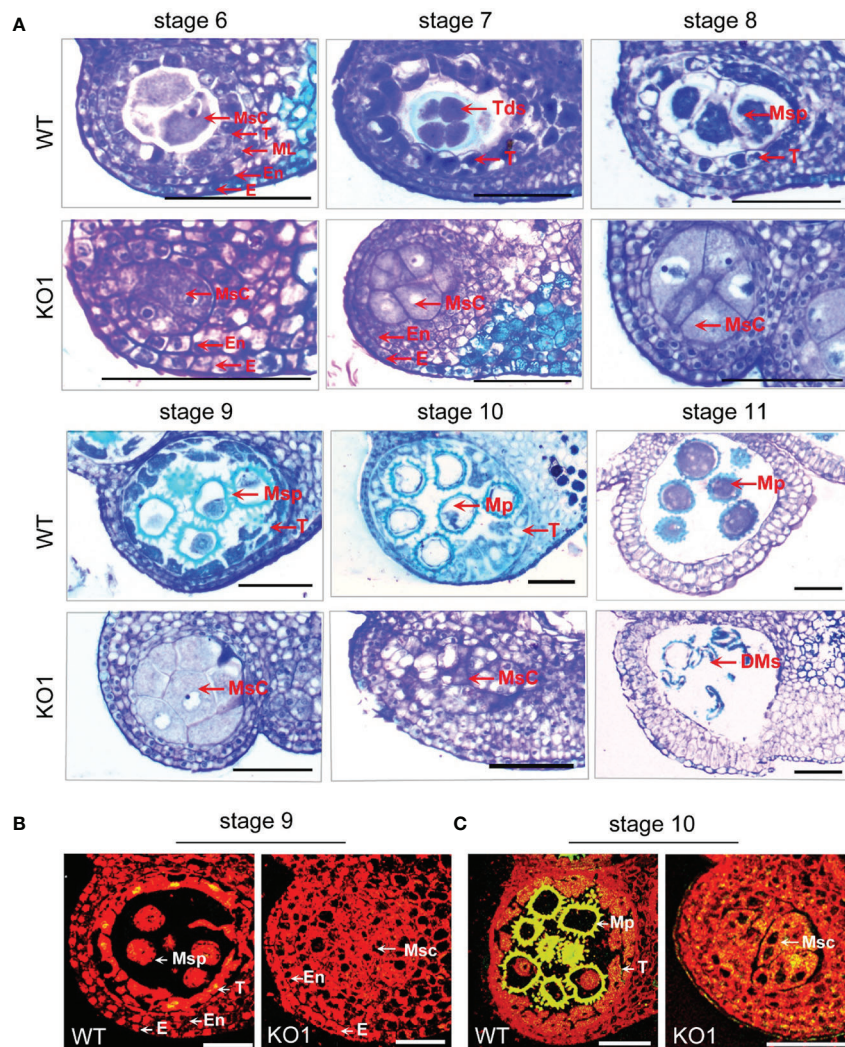 A
stage 6 stage 7 stage 8
WT
MsC
T
ML
En
E
Tds
T
Msp
T
KO1
MsC
En
E
MsC
En
E
MsC
stage 9 stage 10 stage 11
WT
Msp
T
Mp
T
Mp
KO1
MsC
MsC
DMs
B stage 9 C stage 10
Msp
T
En
E
WT
Msc
En
E
KO1
Mp
T
WT
Msc
KO1